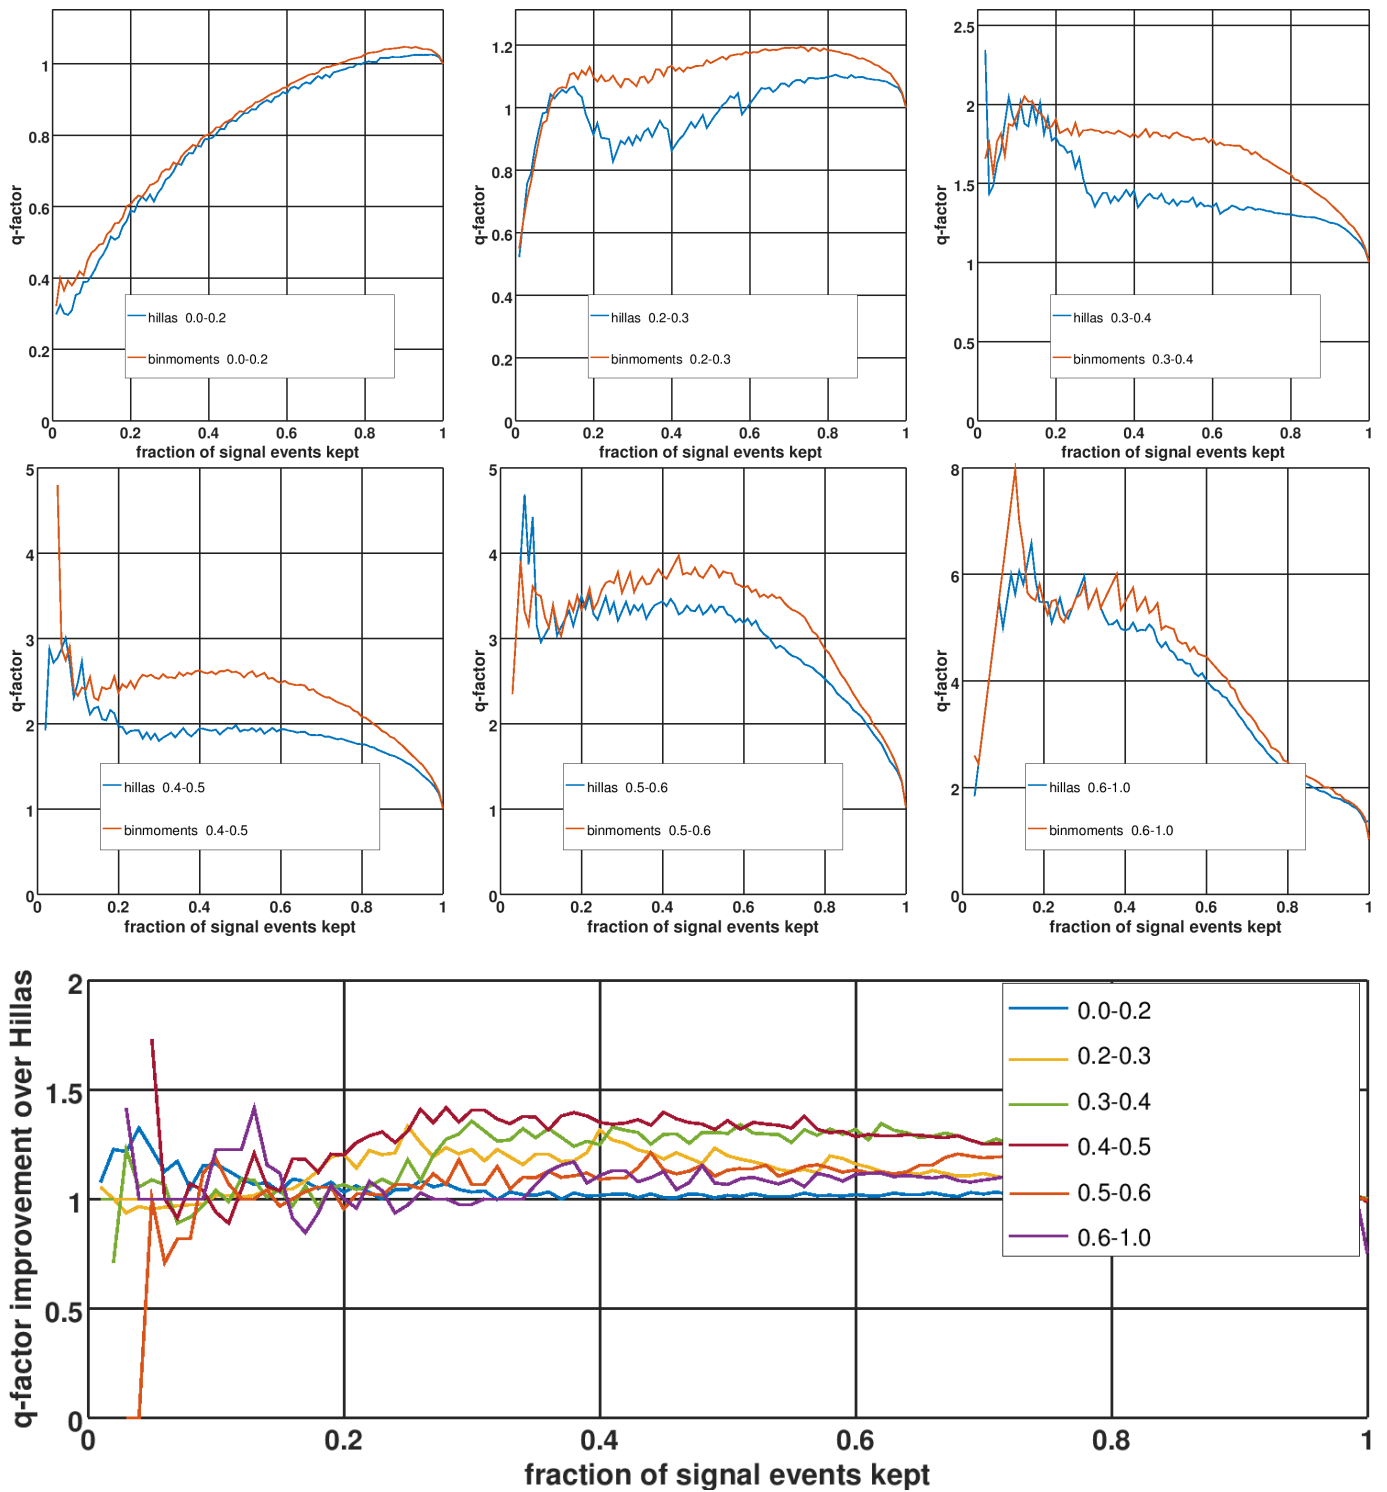 1
0.8
0.6
0.4
0.2
0
q-factor
hillas 0.0-0.2
binmoments 0.0-0.2
0 0.2 0.4 0.6 0.8 1
fraction of signal events kept
1.2
1
0.8
0.6
0.4
0.2
0
q-factor
hillas 0.2-0.3
binmoments 0.2-0.3
0 0.2 0.4 0.6 0.8 1
fraction of signal events kept
2.5
2
1.5
1
0.5
0
q-factor
hillas 0.3-0.4
binmoments 0.3-0.4
0 0.2 0.4 0.6 0.8 1
fraction of signal events kept
5
4
3
2
1
0
q-factor
hillas 0.4-0.5
binmoments 0.4-0.5
0 0.2 0.4 0.6 0.8 1
fraction of signal events kept
5
4
3
2
1
0
q-factor
hillas 0.5-0.6
binmoments 0.5-0.6
0 0.2 0.4 0.6 0.8 1
fraction of signal events kept
8
6
4
2
0
q-factor
hillas 0.6-1.0
binmoments 0.6-1.0
0 0.2 0.4 0.6 0.8 1
fraction of signal events kept
2
1.5
1
0.5
0
q-factor improvement over Hillas
0.0-0.2
0.2-0.3
0.3-0.4
0.4-0.5
0.5-0.6
0.6-1.0
0 0.2 0.4 0.6 0.8 1
fraction of signal events kept